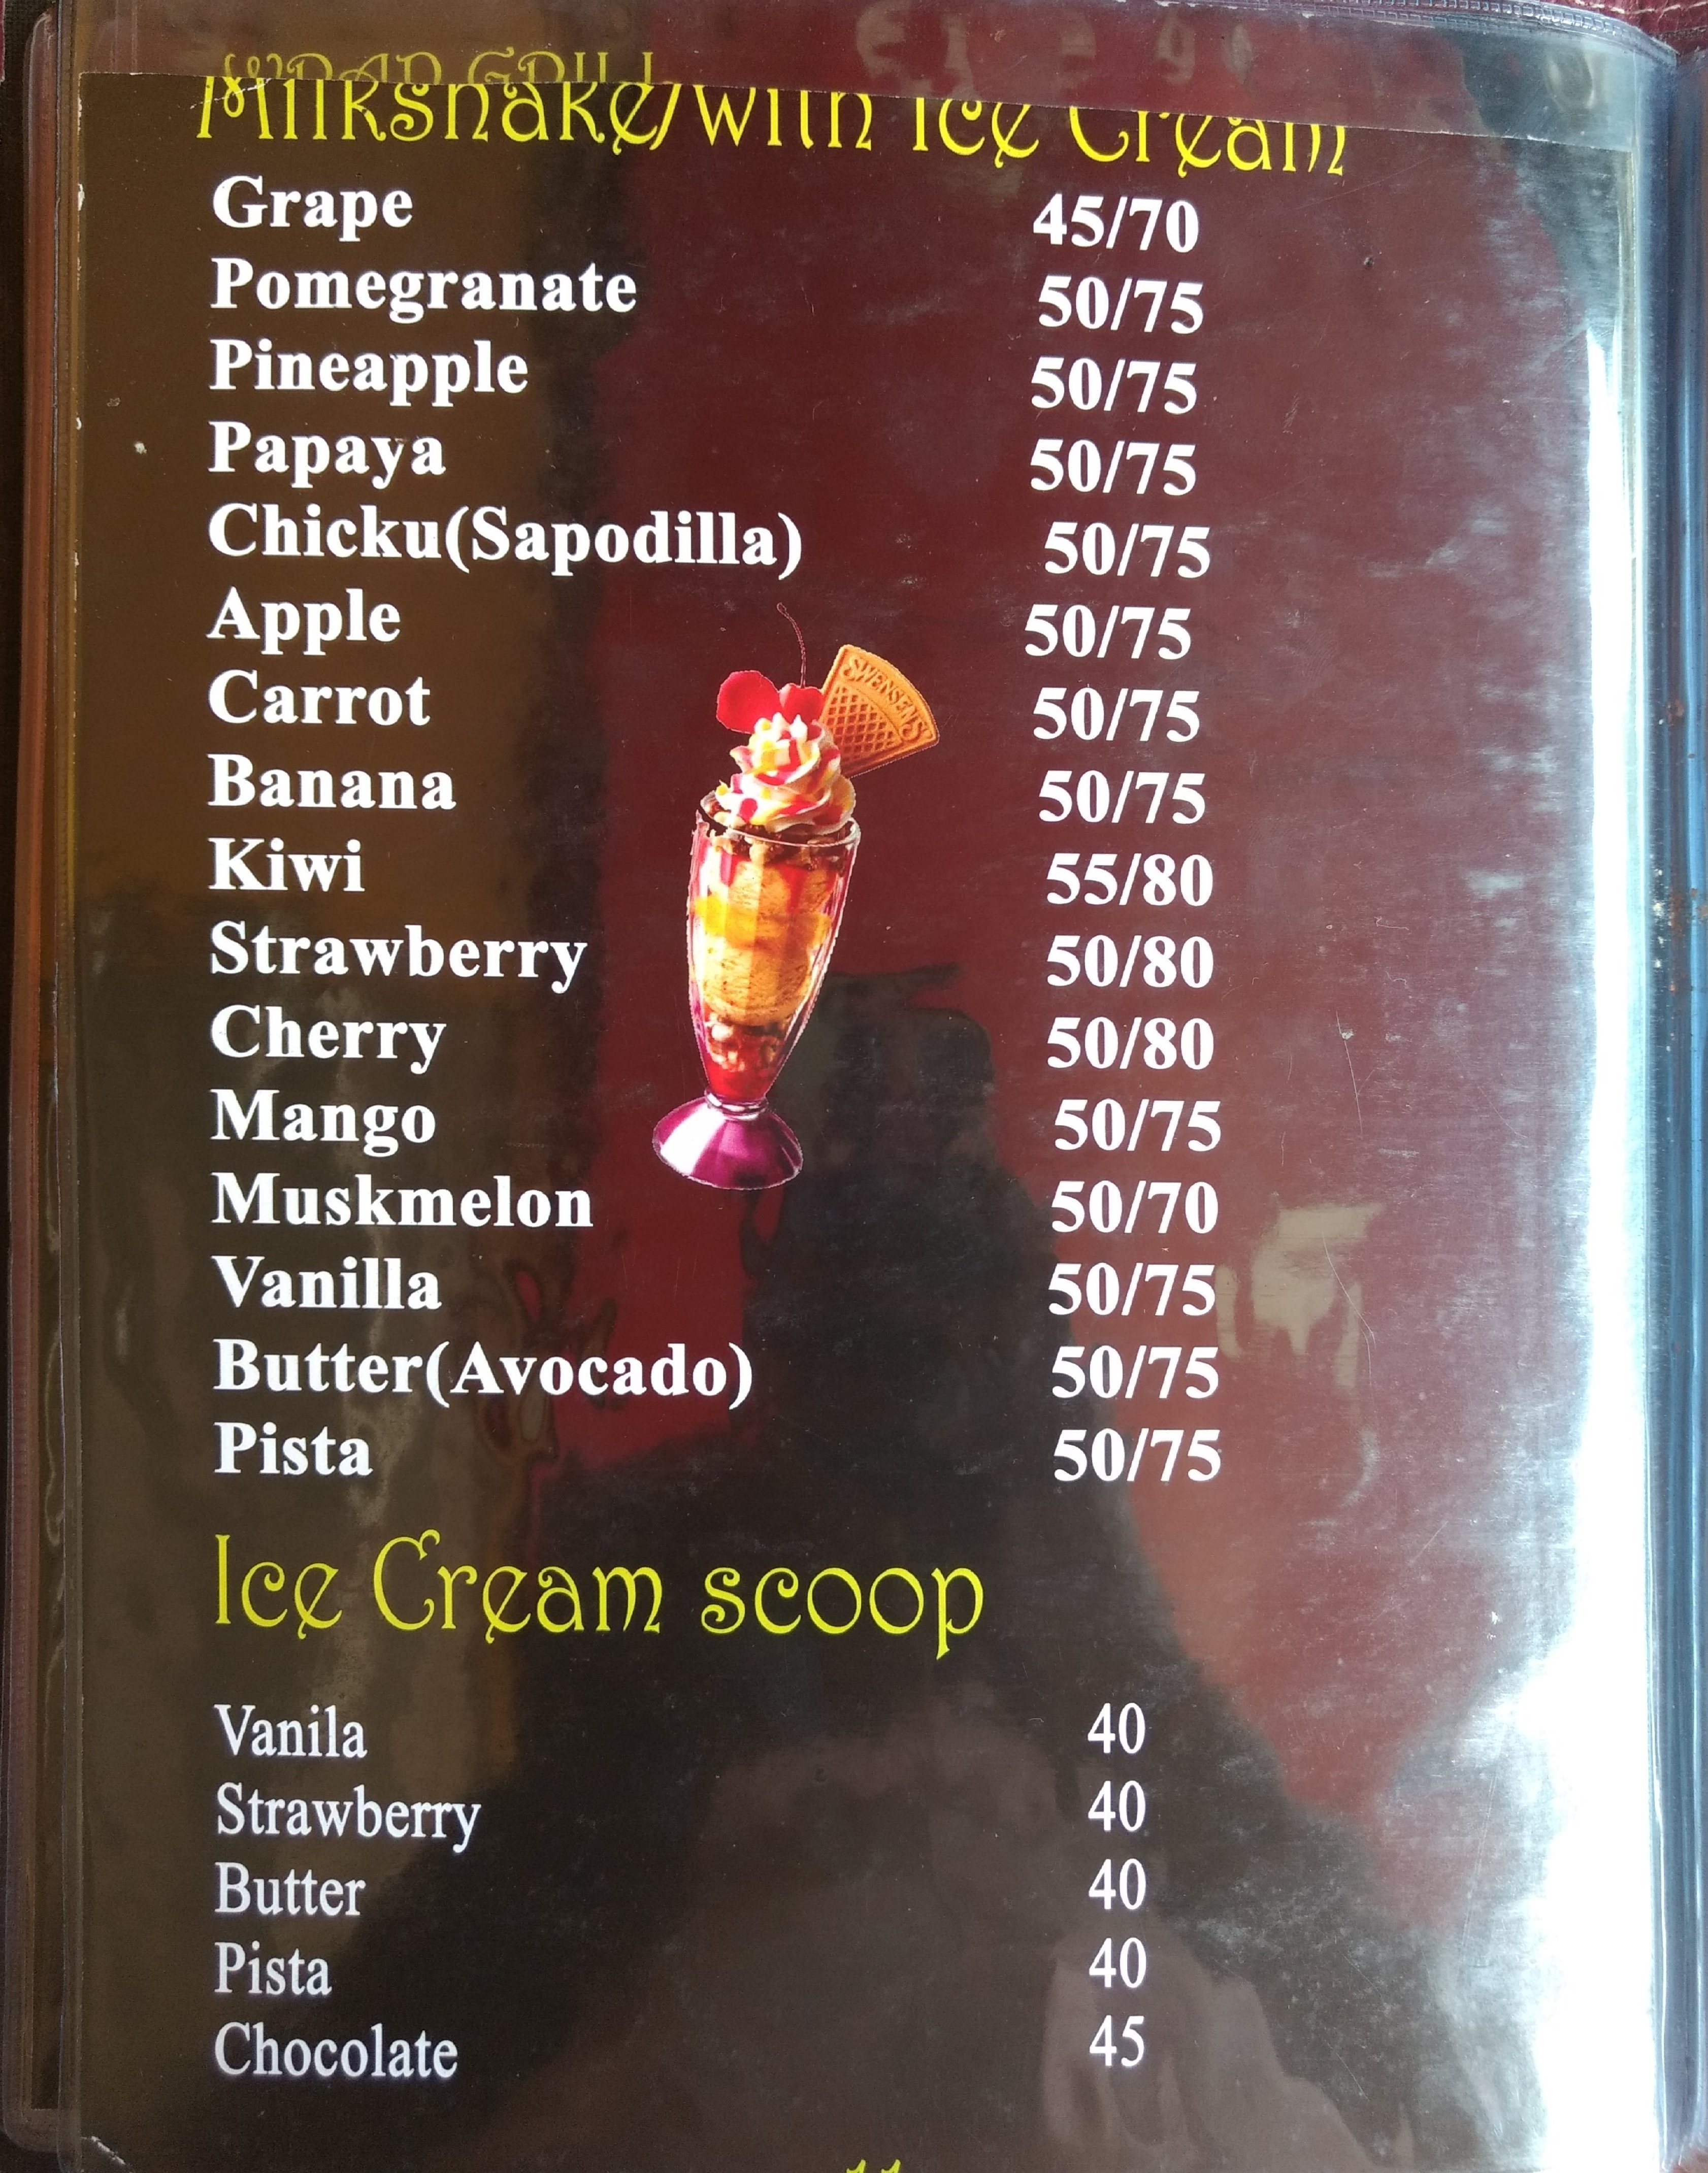 WRAP GRILL
Milkshake/with Ice Cream
Grape 45/70
Pomegranate 50/75
Pineapple 50/75
Papaya 50/75
Chicku(Sapodilla) 50/75
Apple 50/75
Carrot 50/75
Banana 50/75
Kiwi 55/80
Strawberry 50/80
Cherry 50/80
Mango 50/75
Muskmelon 50/70
Vanilla 50/75
Butter(Avocado) 50/75
Pista 50/75
SWENSEN'S
Ice Cream scoop
Vanila 40
Strawberry 40
Butter 40
Pista 40
Chocolate 45